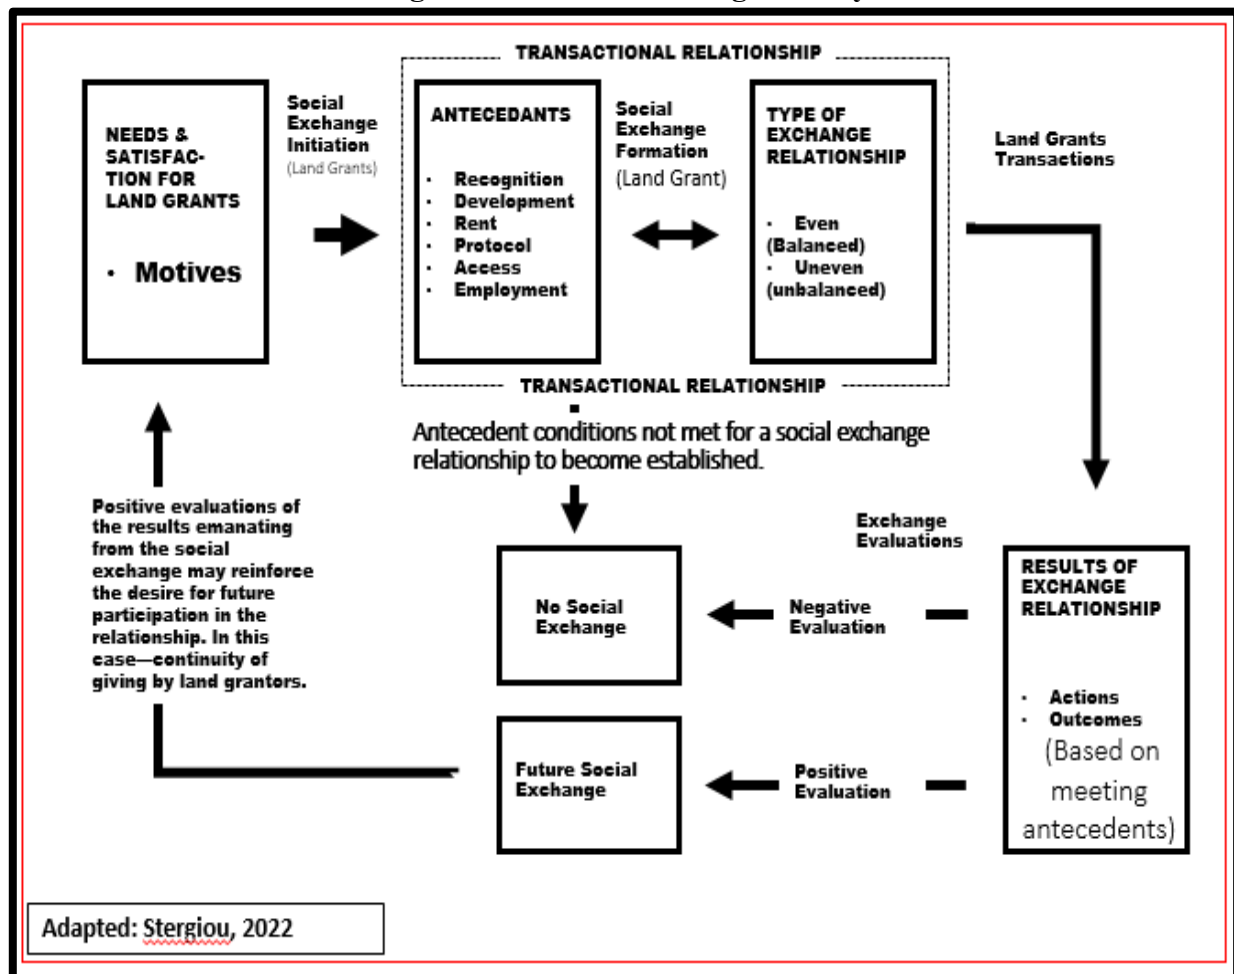 TRANSACTIONAL RELATIONSHIP
NEEDS &
SATISFAC-
TION FOR
LAND GRANTS
· Motives
Social
Exchange
Initiation
(Land Grants)
ANTECEDANTS
· Recognition
· Development
· Rent
· Protocol
· Access
· Employment
Social
Exchange
Formation
(Land Grant)
TYPE OF
EXCHANGE
RELATIONSHIP
· Even
(Balanced)
· Uneven
(unbalanced)
Land Grants
Transactions
TRANSACTIONAL RELATIONSHIP
Antecedent conditions not met for a social exchange
relationship to become established.
Positive evaluations of
the results emanating
from the social
exchange may reinforce
the desire for future
participation in the
relationship. In this
case—continuity of
giving by land grantors.
No Social
Exchange
Negative
Evaluation
Exchange
Evaluations
RESULTS OF
EXCHANGE
RELATIONSHIP
· Actions
· Outcomes
(Based on
meeting
antecedents)
Future Social
Exchange
Positive
Evaluation
Adapted: Stergiou, 2022